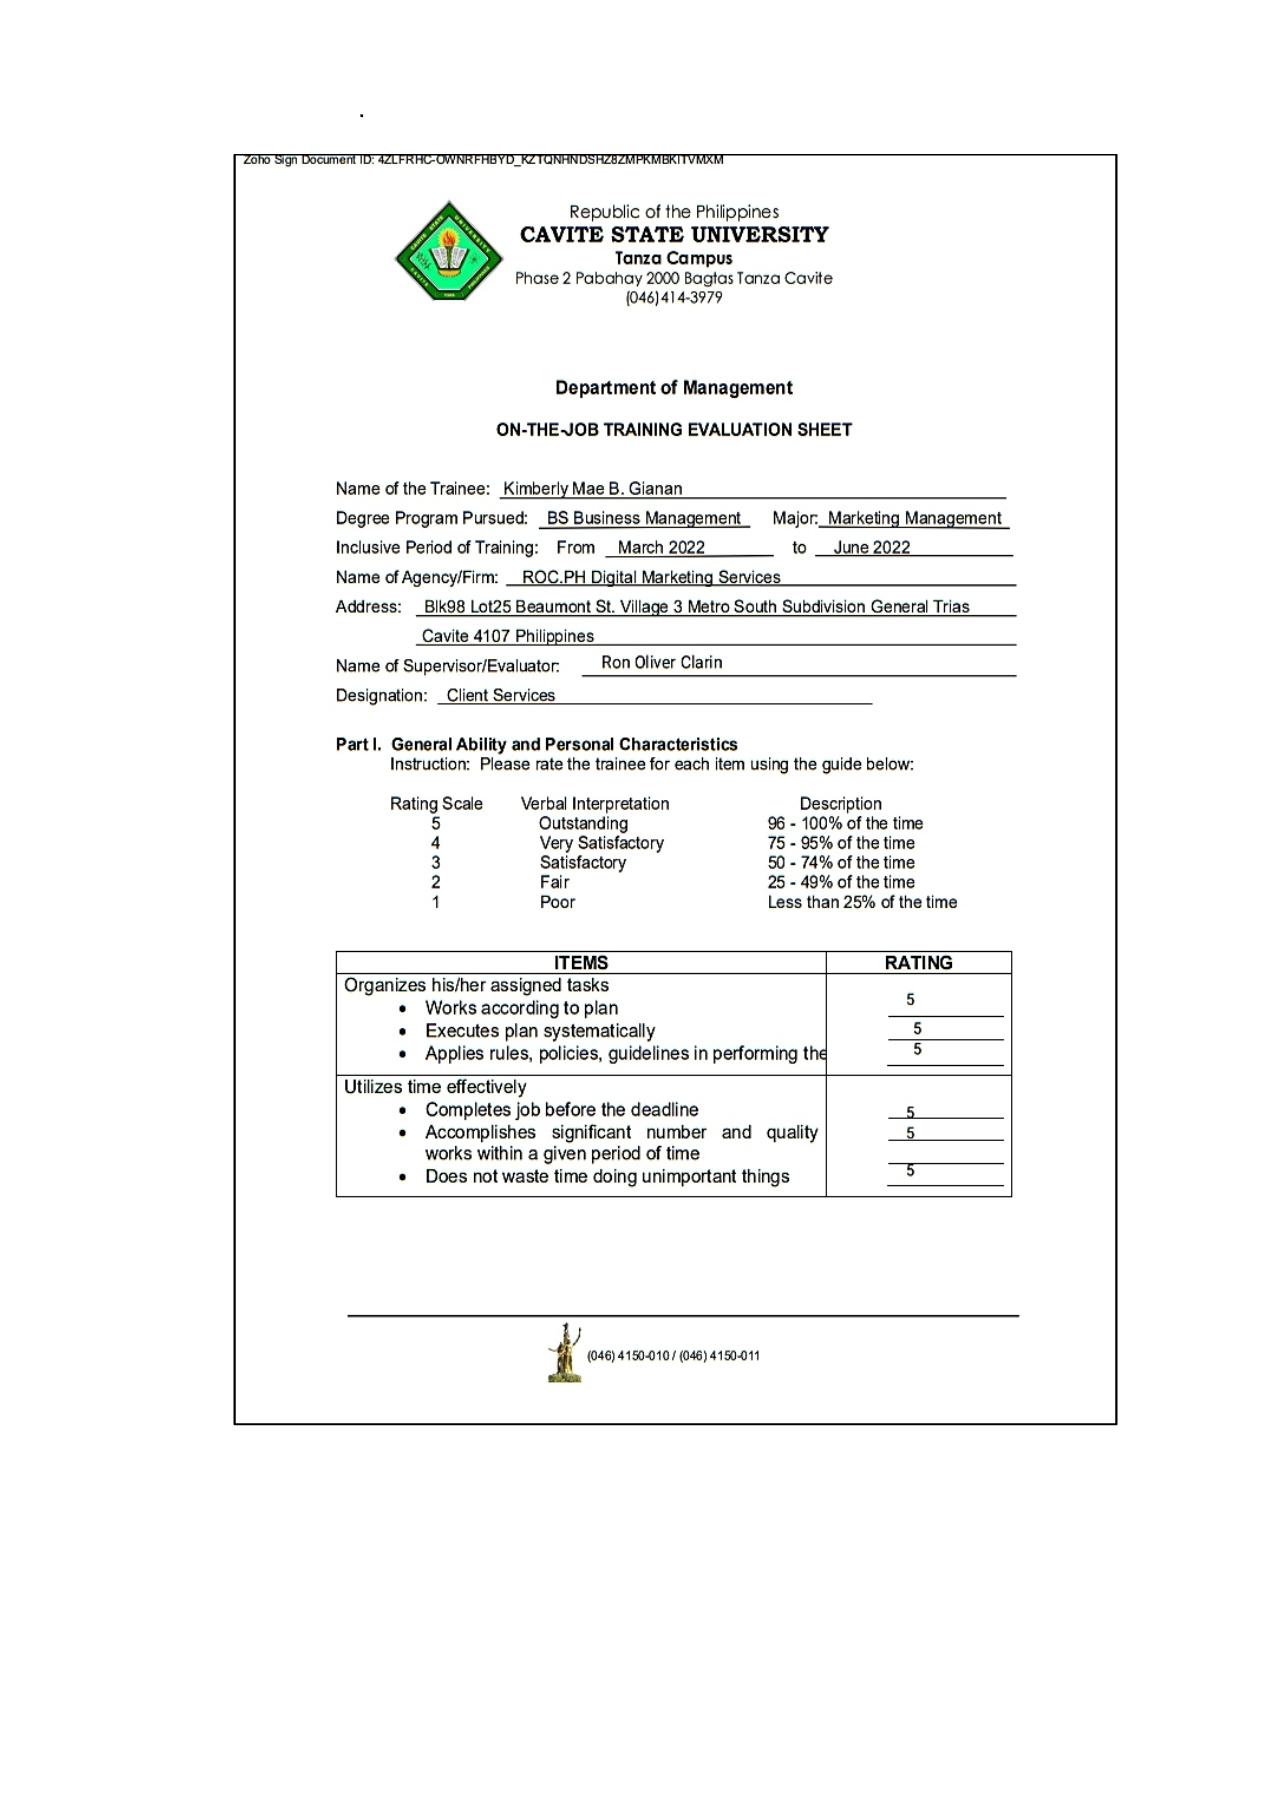 Zoho Sign Document ID: 4ZLFRHC-OWNRFHBYD_KZTQNHNDSHZ8ZMPKMBKITVMXM
Republic of the Philippines
CAVITE STATE UNIVERSITY
Tanza Campus
Phase 2 Pabahay 2000 Bagtas Tanza Cavite
(046)414-3979
CAVITE STATE UNIVERSITY
Department of Management
ON-THE-JOB TRAINING EVALUATION SHEET
Name of the Trainee: Kimberly Mae B. Gianan
Degree Program Pursued: BS Business Management Major: Marketing Management
Inclusive Period of Training: From March 2022 to June 2022
Name of Agency/Firm: ROC.PH Digital Marketing Services
Address: Blk98 Lot25 Beaumont St. Village 3 Metro South Subdivision General Trias
Cavite 4107 Philippines
Name of Supervisor/Evaluator: Ron Oliver Clarin
Designation: Client Services
Part I. General Ability and Personal Characteristics
Instruction: Please rate the trainee for each item using the guide below:
Rating Scale Verbal Interpretation Description
5 Outstanding 96 - 100% of the time
4 Very Satisfactory 75 - 95% of the time
3 Satisfactory 50 - 74% of the time
2 Fair 25 - 49% of the time
1 Poor Less than 25% of the time
ITEMS RATING
Organizes his/her assigned tasks
• Works according to plan 5
• Executes plan systematically 5
• Applies rules, policies, guidelines in performing the 5
Utilizes time effectively
• Completes job before the deadline 5
• Accomplishes significant number and quality 5
works within a given period of time
• Does not waste time doing unimportant things 5
(046) 4150-010 / (046) 4150-011